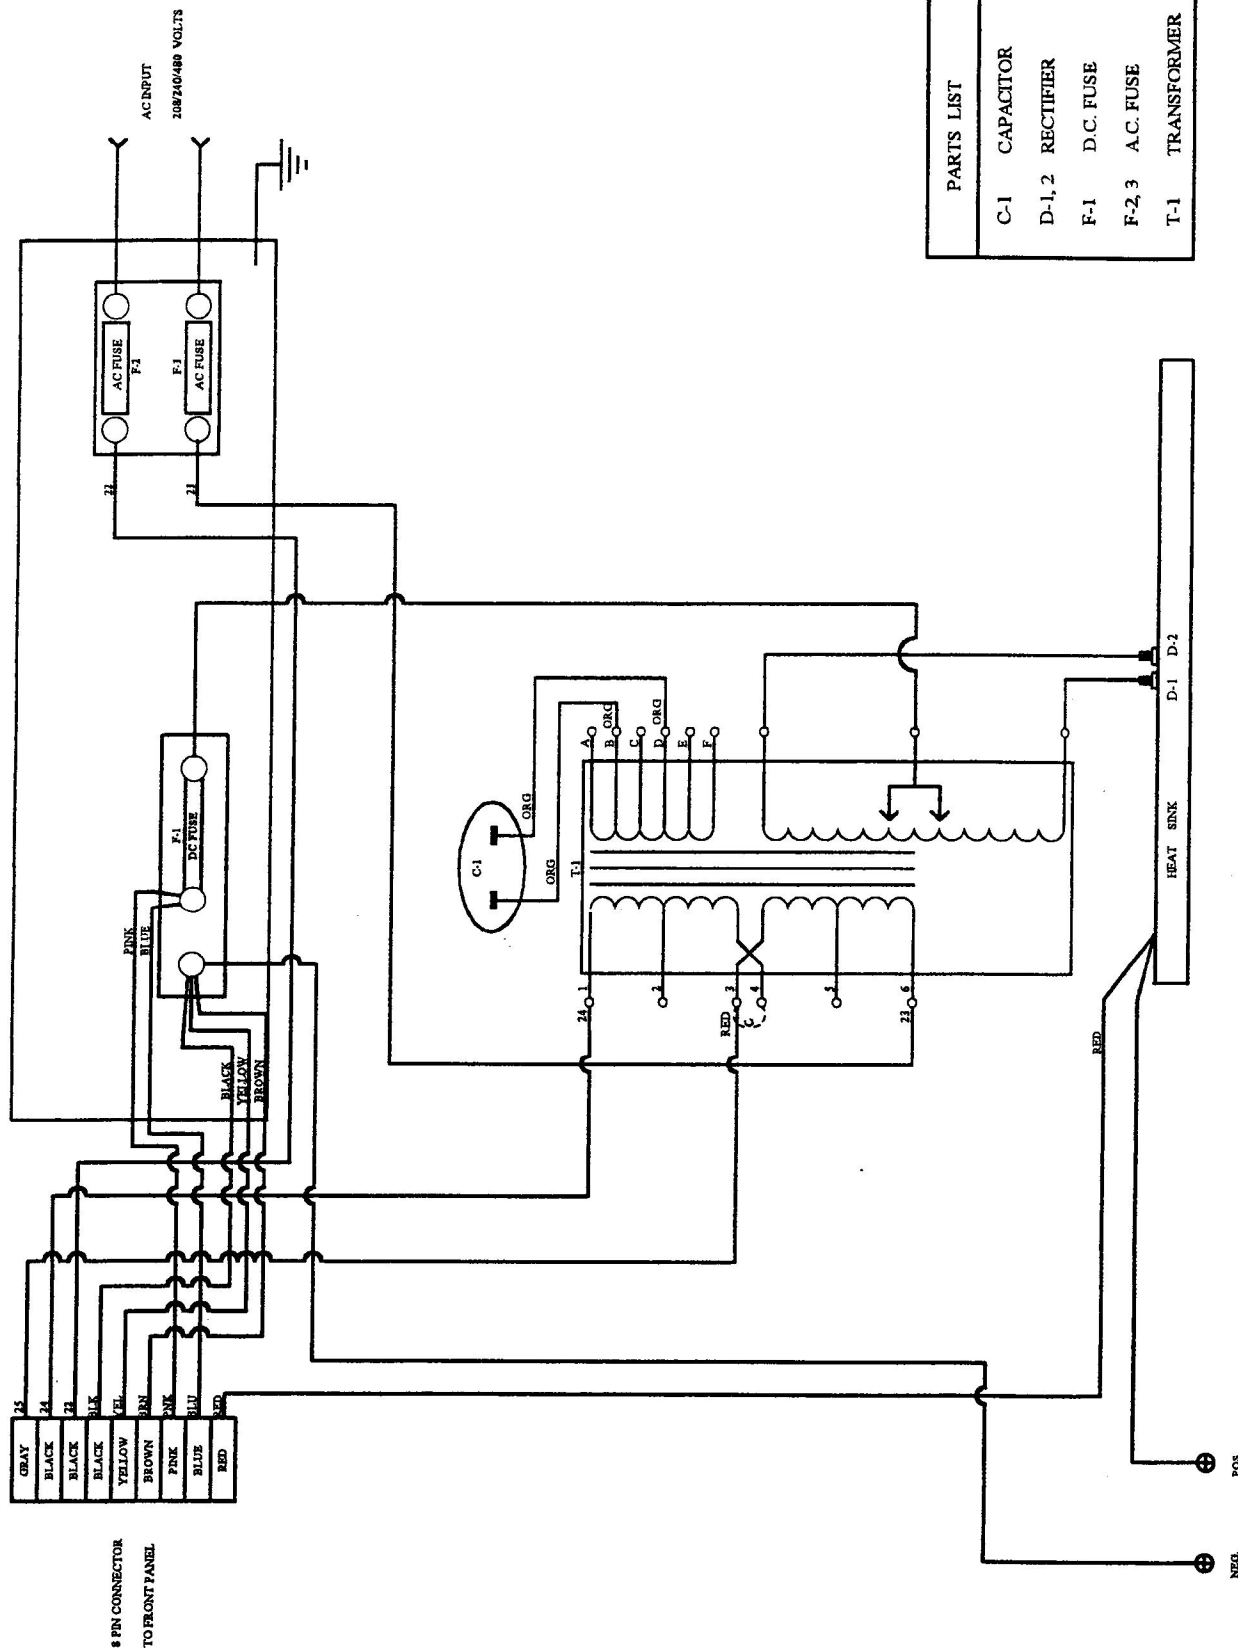 8 PIN CONNECTOR
TO FRONT PANEL
GRAY
BLACK
BLACK
BLACK
YELLOW
BROWN
PINK
BLUE
RED
25
24
22
BLK
YEL
BRN
PNK
BLU
RED
BLACK
YELLOW
BROWN
PINK
BLUE
F-1
DC FUSE
22
21
AC FUSE
F-2
F-3
AC FUSE
AC INPUT
208/240/480 VOLTS
C-1
ORG
ORG
T-1
A
B
C
D
E
F
ORG
ORG
24
1
2
RED
3
4
C
5
23
6
RED
HEAT SINK
D-1
D-2
NEG
POS
PARTS LIST
C-1 CAPACITOR
D-1, 2 RECTIFIER
F-1 D.C. FUSE
F-2, 3 A.C. FUSE
T-1 TRANSFORMER